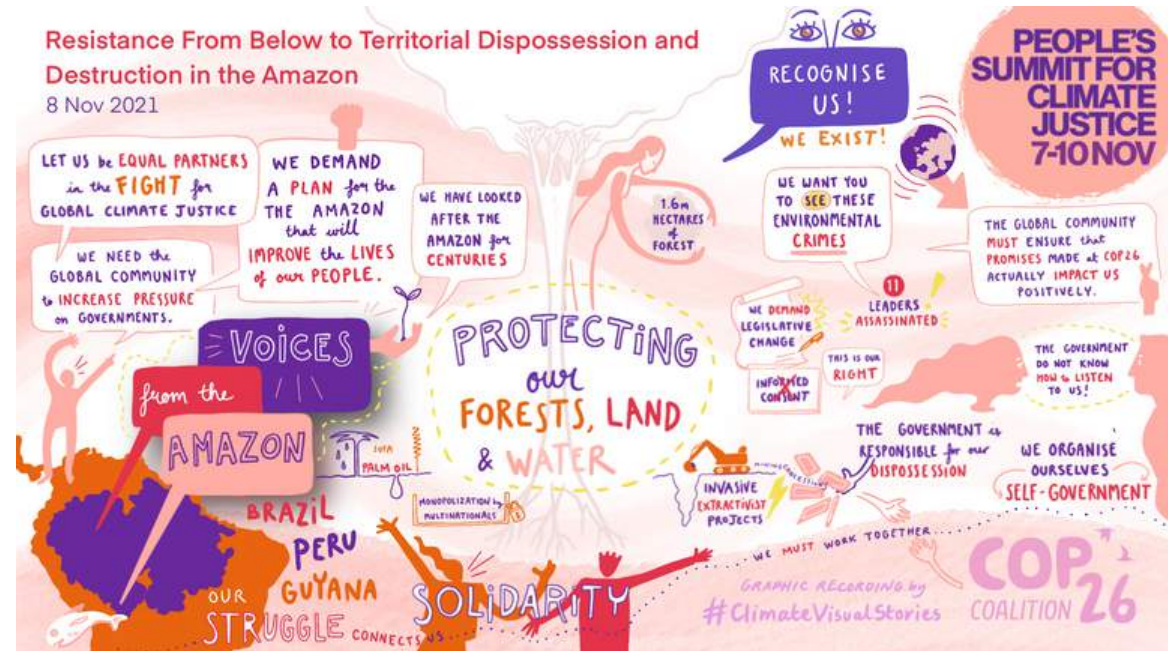 Resistance From Below to Territorial Dispossession and
Destruction in the Amazon
8 Nov 2021
RECOGNISE
US!
WE EXIST!
PEOPLE'S
SUMMIT FOR
CLIMATE
JUSTICE
7-10 NOV
LET US be EQUAL PARTNERS
in the FIGHT for
GLOBAL CLIMATE JUSTICE
WE DEMAND
A PLAN for the
THE AMAZON
that will
IMPROVE the LIVES
of our PEOPLE.
WE HAVE LOOKED
AFTER THE
AMAZON for
CENTURIES
WE NEED the
GLOBAL COMMUNITY
to INCREASE PRESSURE
on GOVERNMENTS.
1.6m
HECTARES
of
FOREST
WE WANT YOU
TO SEE THESE
ENVIRONMENTAL
CRIMES
11
LEADERS
ASSASSINATED
THE GLOBAL COMMUNITY
MUST ENSURE that
PROMISES MADE at COP26
ACTUALLY IMPACT US
POSITIVELY.
VOICES
from the
AMAZON
PROTECTING
our
FORESTS, LAND
& WATER
WE DEMAND
LEGISLATIVE
CHANGE
INFORMED
CONSENT
THIS IS OUR
RIGHT
THE GOVERNMENT
DO NOT KNOW
HOW to LISTEN
TO US!
SOYA
PALM OIL
MONOPOLIZATION by
MULTINATIONALS
INVASIVE
EXTRACTIVIST
PROJECTS
THE GOVERNMENT is
RESPONSIBLE for our
DISPOSSESSION
WE ORGANISE
OURSELVES
SELF-GOVERNMENT
BRAZIL
PERU
GUYANA
OUR
STRUGGLE CONNECTS US...
SOLIDARITY
... WE MUST WORK TOGETHER...
GRAPHIC RECORDING by
#ClimateVisualStories
COP
COALITION 26